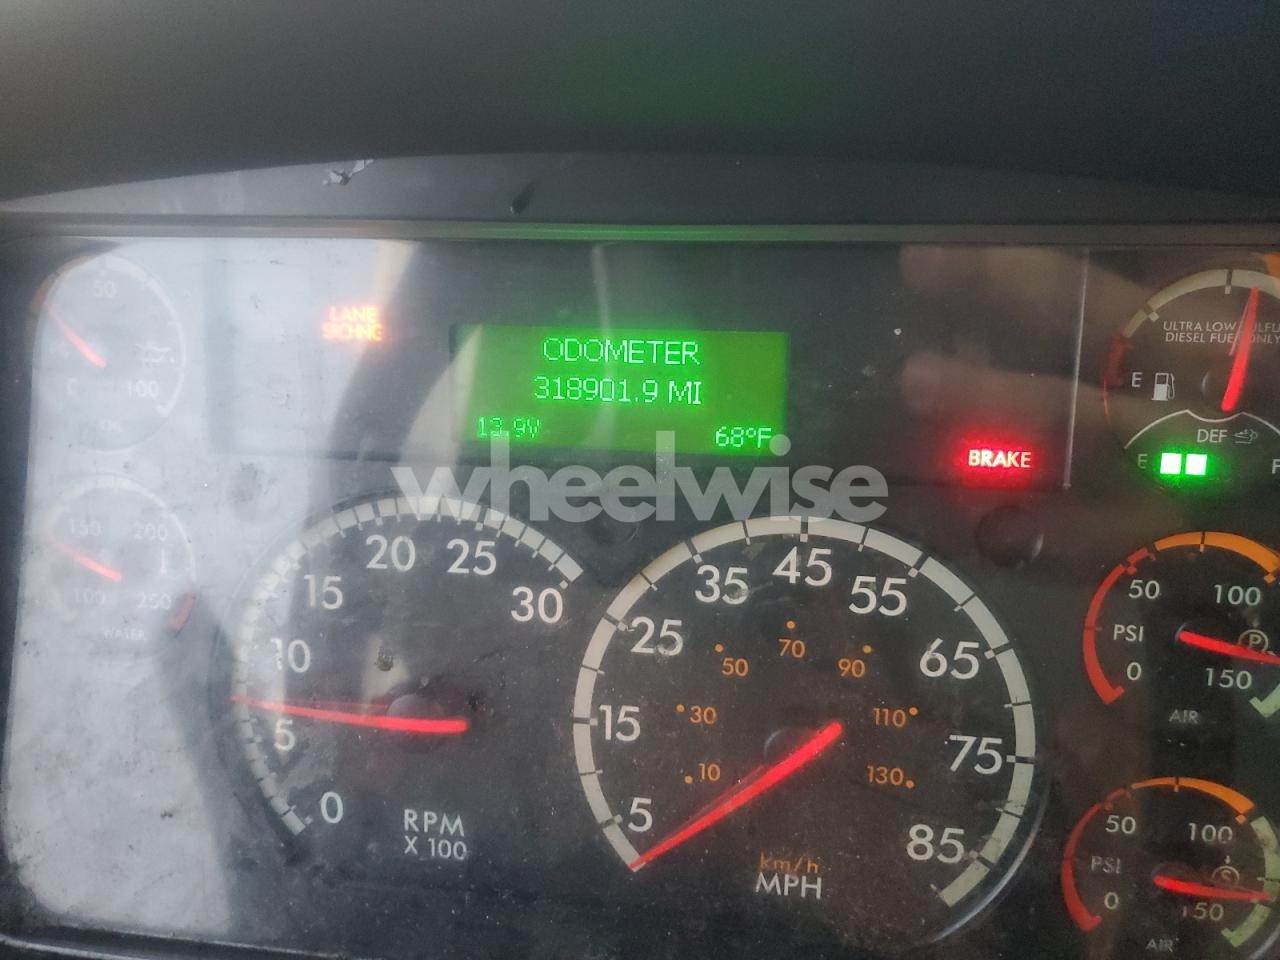 50
100
LANE
SRCHNG
ODOMETER
318901.9 MI
13.9V
68°F
BRAKE
ULTRA LOW SULFU
DIESEL FUEL ONLY
E
DEF
E
F
wheelwise
150
200
100
250
WATER
0
5
10
15
20
25
30
RPM
X 100
5
15
25
35
45
55
65
75
85
10
30
50
70
90
110
130
km/h
MPH
50
100
PSI
P
0
150
AIR
50
100
PSI
S
0
150
AIR